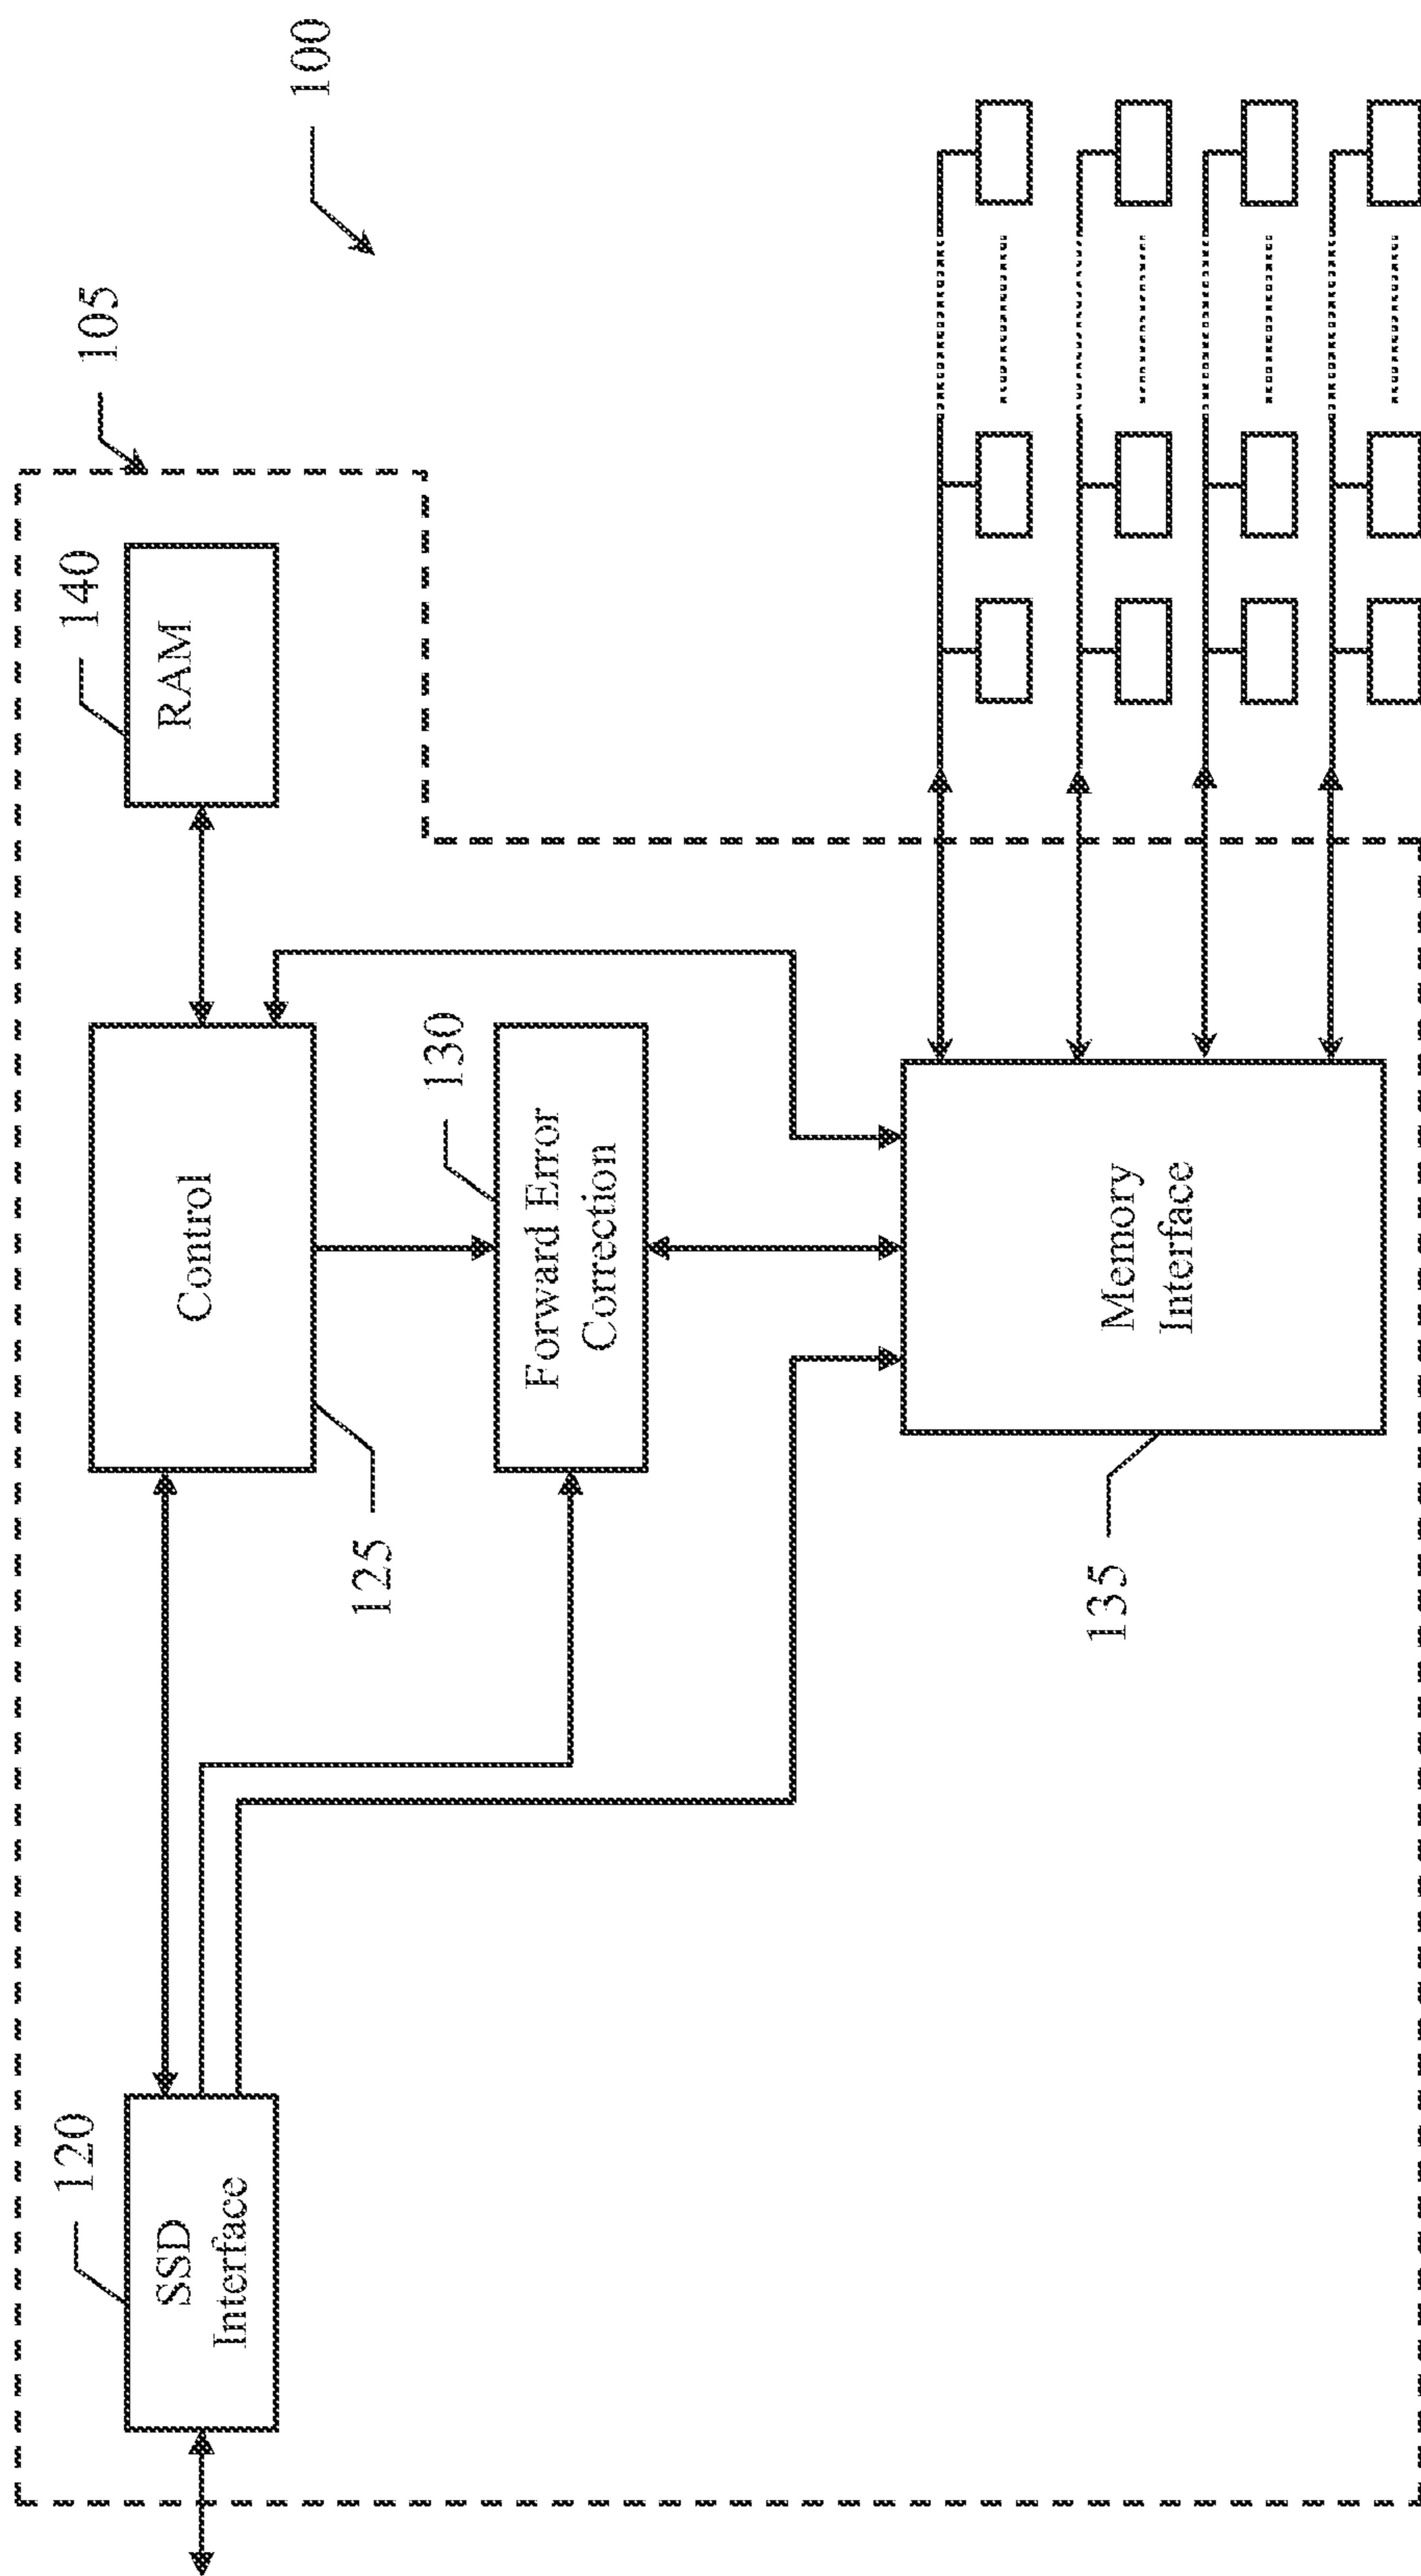 100
105
120
SSD
Interface
Control
125
140
RAM
130
Forward Error
Correction
Memory
Interface
135